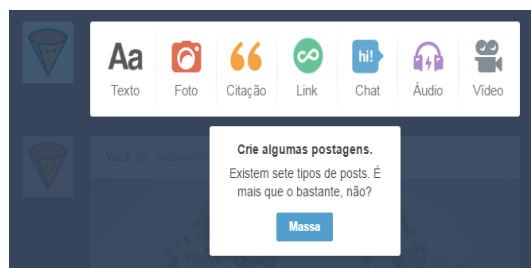 Aa
hi!
Texto Foto Citação Link Chat Áudio Vídeo
Você
Crie algumas postagens.
Existem sete tipos de posts. É
mais que o bastante, não?
Massa